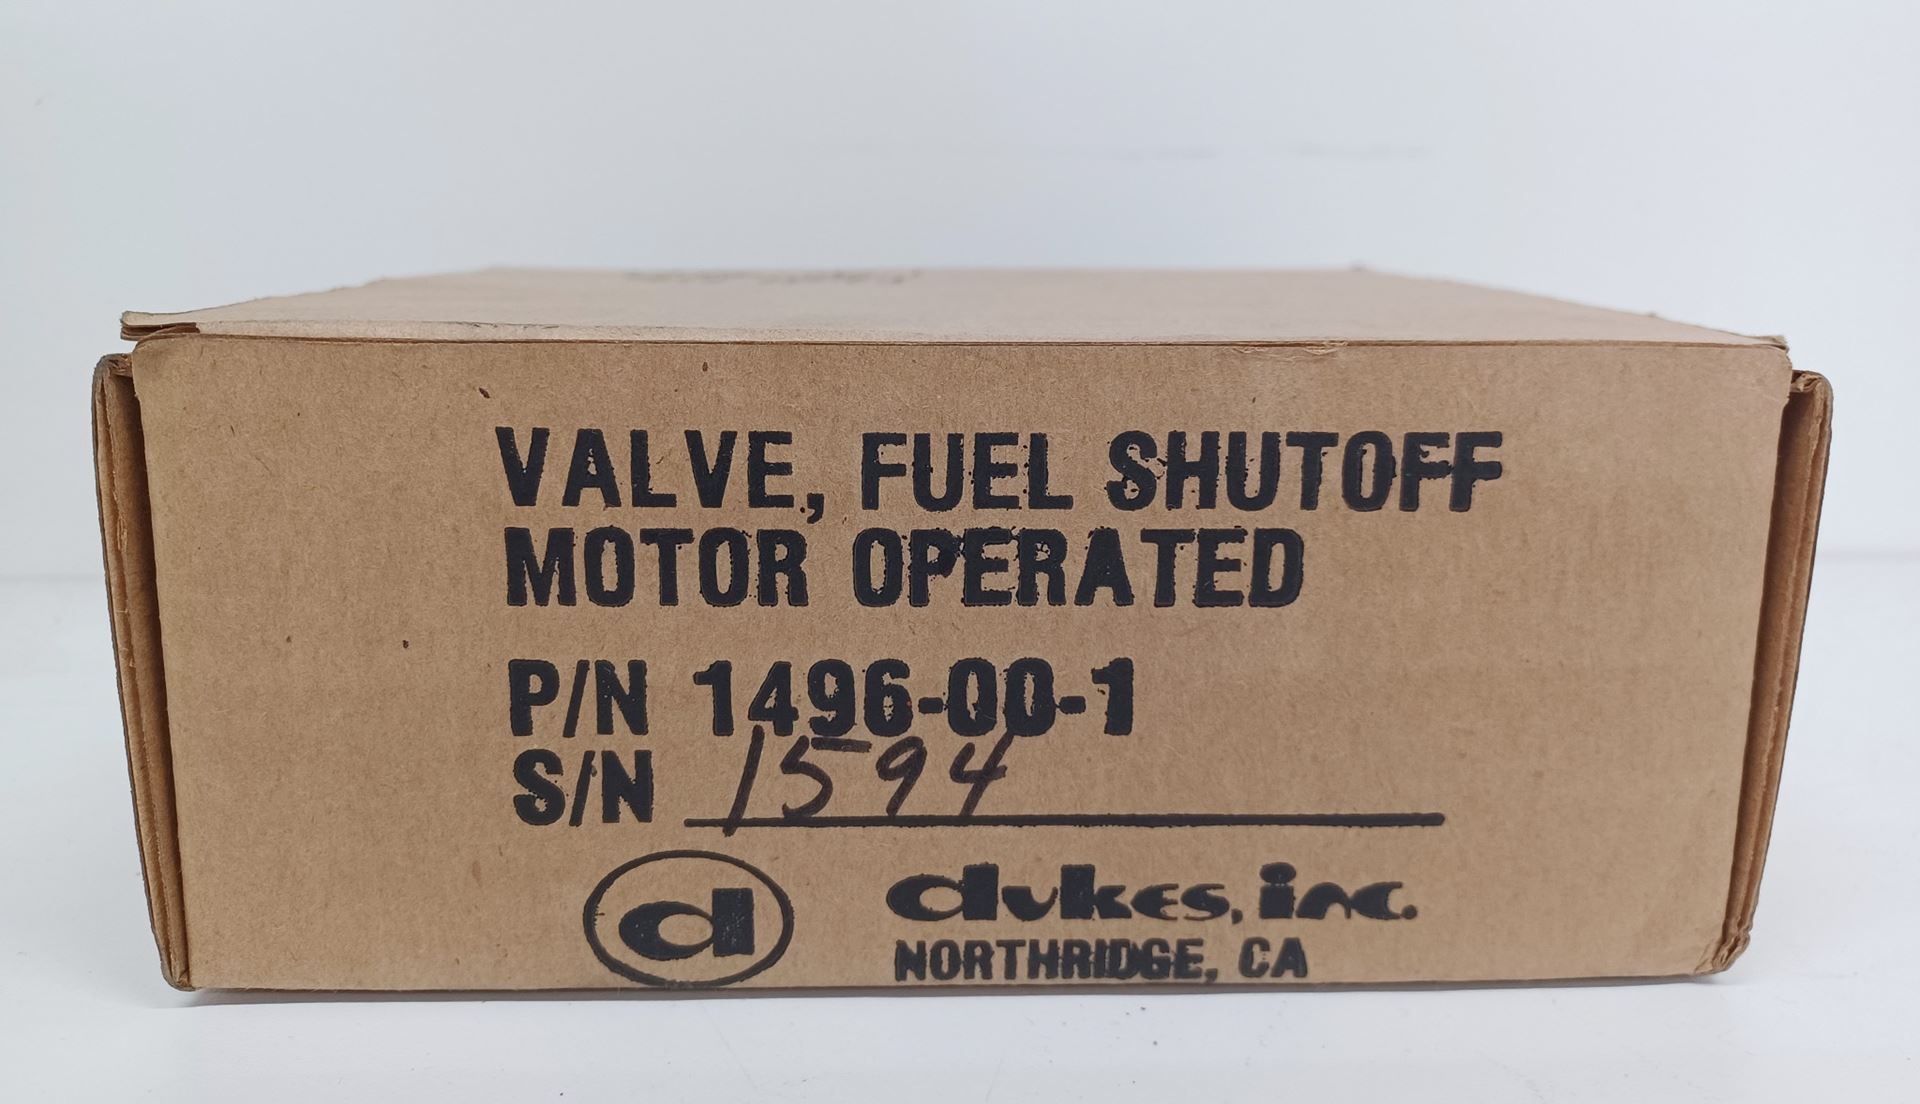 VALVE, FUEL SHUTOFF
MOTOR OPERATED
P/N 1496-00-1
S/N 1594
d dukes, inc.
NORTHRIDGE, CA